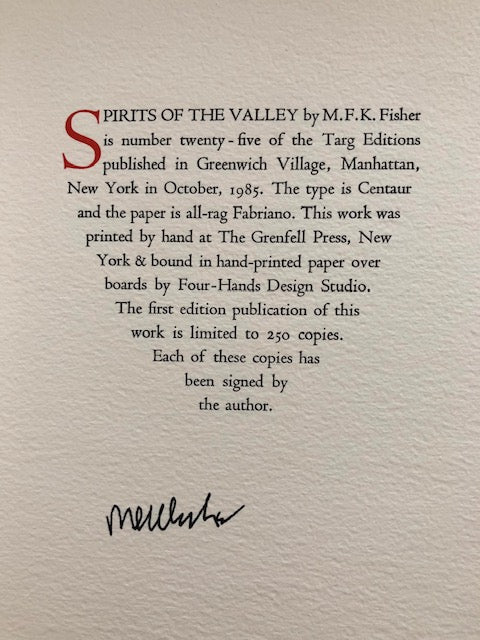 SPIRITS OF THE VALLEY by M.F.K. Fisher
is number twenty-five of the Targ Editions
published in Greenwich Village, Manhattan,
New York in October, 1985. The type is Centaur
and the paper is all-rag Fabriano. This work was
printed by hand at The Grenfell Press, New
York & bound in hand-printed paper over
boards by Four-Hands Design Studio.
The first edition publication of this
work is limited to 250 copies.
Each of these copies has
been signed by
the author.